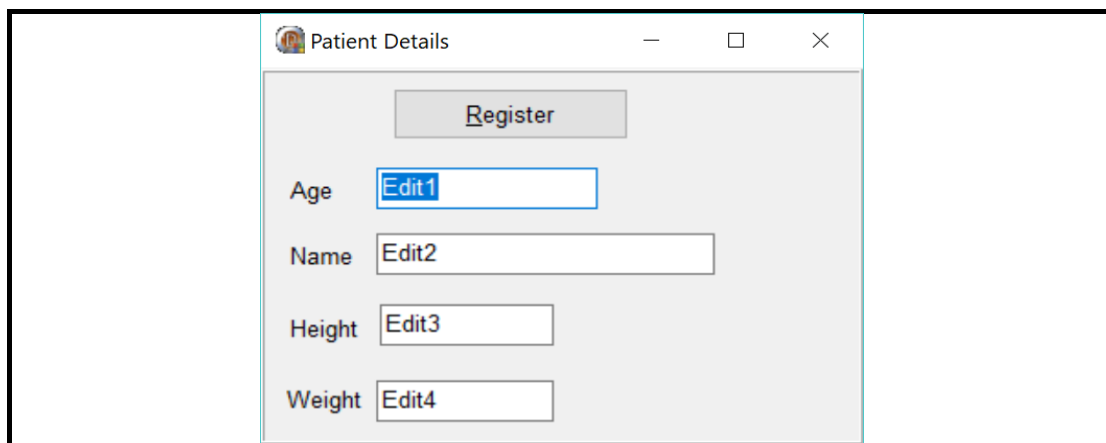 Patient Details
Register
Age Edit1
Name Edit2
Height Edit3
Weight Edit4